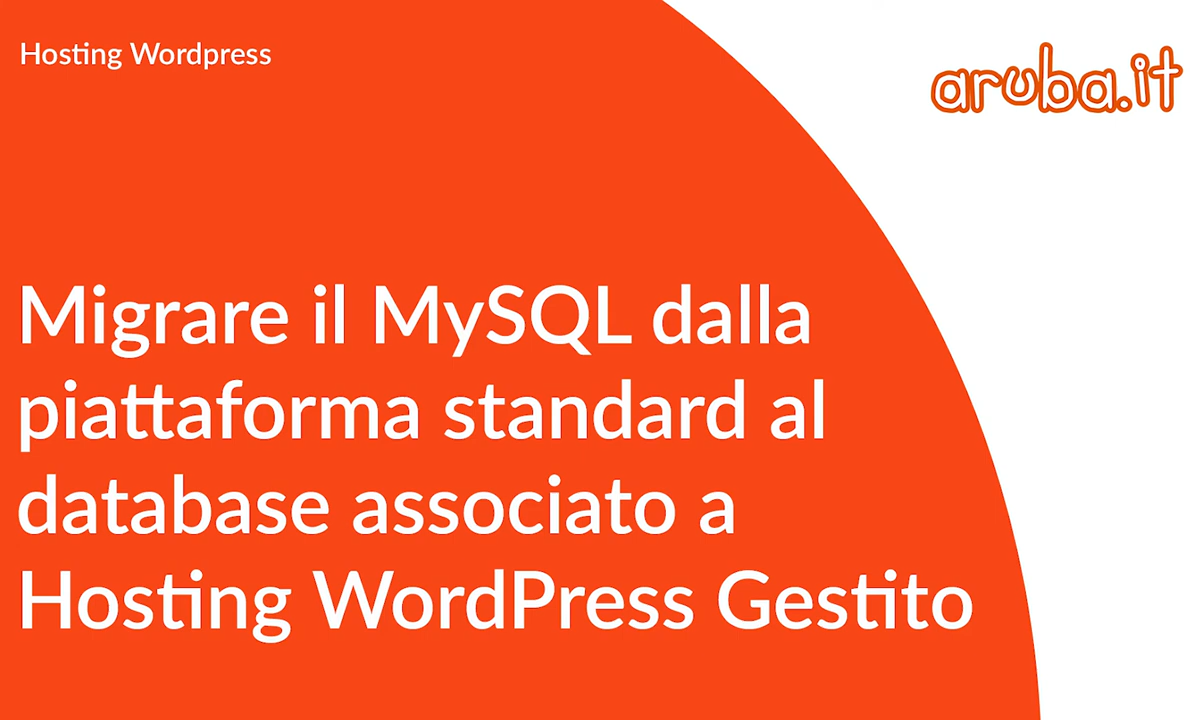 Hosting Wordpress
aruba.it
Migrare il MySQL dalla
piattaforma standard al
database associato a
Hosting WordPress Gestito